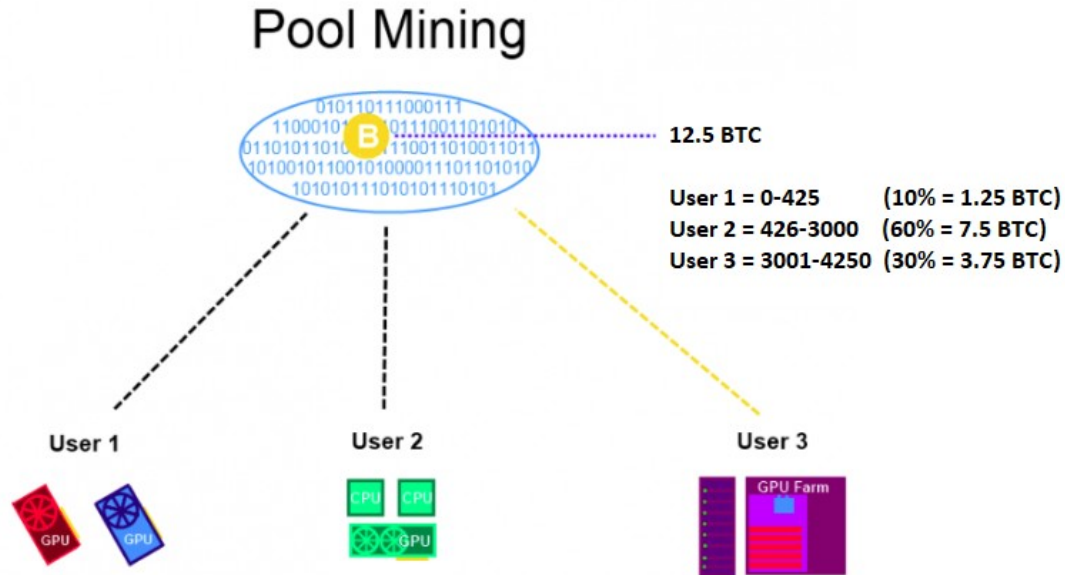 Pool Mining
010110111000111
B
12.5 BTC
1010101110101011110101
User 1 = 0-425 (10% = 1.25 BTC)
User 2 = 426-3000 (60% = 7.5 BTC)
User 3 = 3001-4250 (30% = 3.75 BTC)
User 1
User 2
User 3
GPU
GPU
CPU
CPU
GPU
GPU Farm